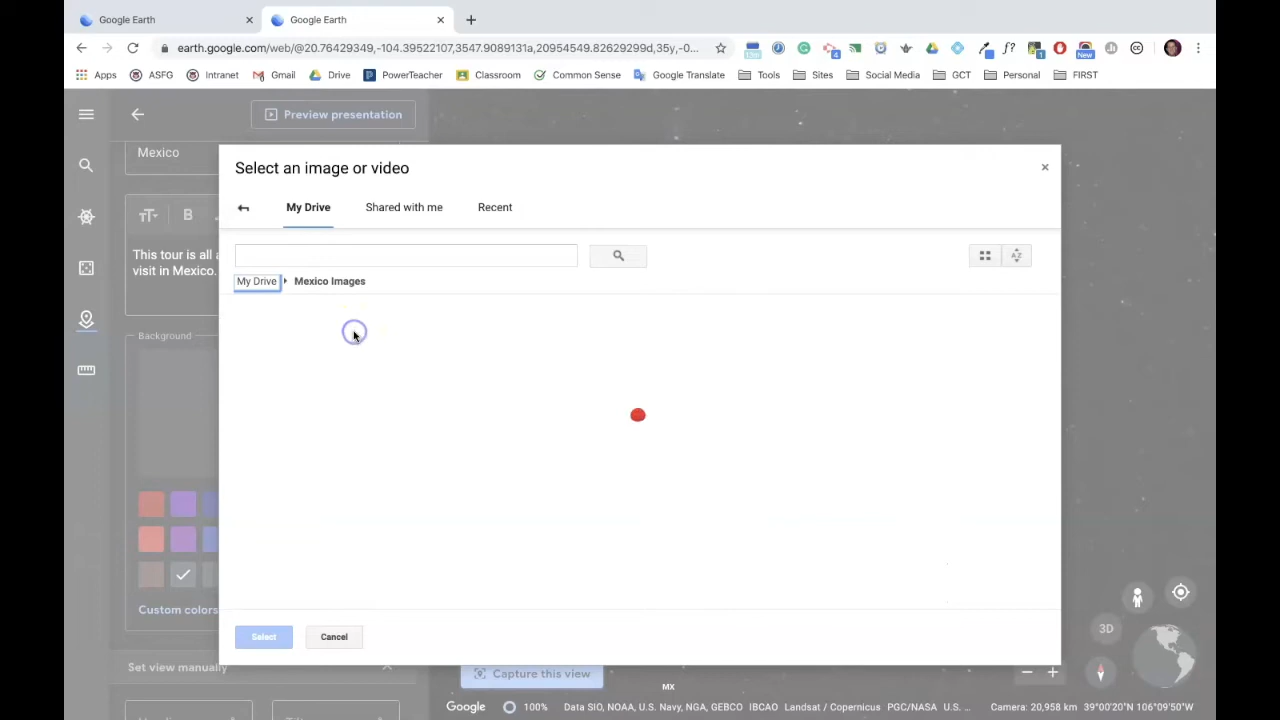 Google Earth
Google Earth
earth.google.com/web/@20.76429349,-104.39522107,3547.9089131a,20954549.82629299d,35y,-0...
Apps
ASFG
Intranet
Gmail
Drive
PowerTeacher
Classroom
Common Sense
Google Translate
Tools
Sites
Social Media
GCT
Personal
FIRST
New
Preview presentation
Mexico
Select an image or video
My Drive
Shared with me
Recent
B
This tour is all a
visit in Mexico.
My Drive
Mexico Images
Background
Custom colors
Select
Cancel
3D
Set view manually
Capture this view
MX
Google
100%
Data SIO, NOAA, U.S. Navy, NGA, GEBCO IBCAO Landsat / Copernicus PGC/NASA U.S. ...
Camera: 20,958 km 39°00'20"N 106°09'50"W